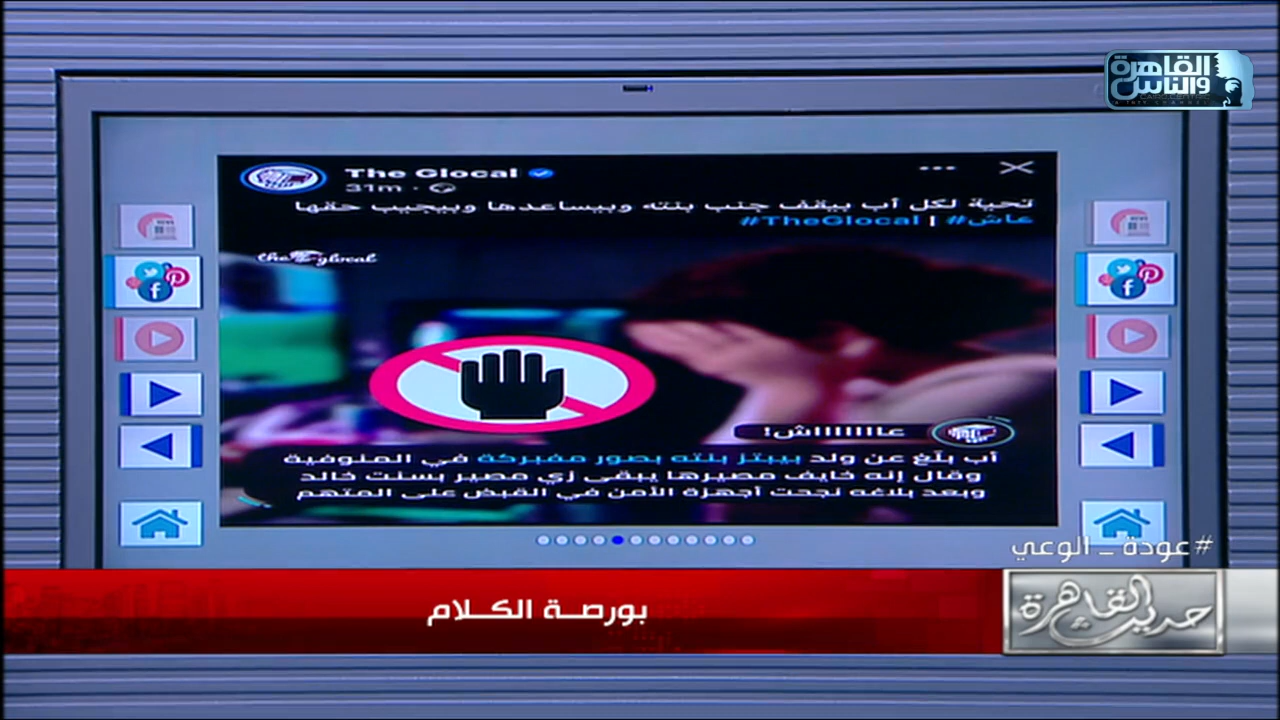 القاهرة
والناس
The Glocal
31m
تحية لكل أب بيقف جنب بنته وبيساعدها وبيجيب حقها
#عاش | #TheGlocal
the glocal
عاااااااش!
أب بلّغ عن ولد بيبتز بنته بصور مفبركة في المنوفية
وقال إنه خايف مصيرها يبقى زي مصير بسنت خالد
وبعد بلاغه نجحت أجهزة الأمن في القبض على المتهم
#عودة_الوعي
حديث القاهرة
بورصة الكلام